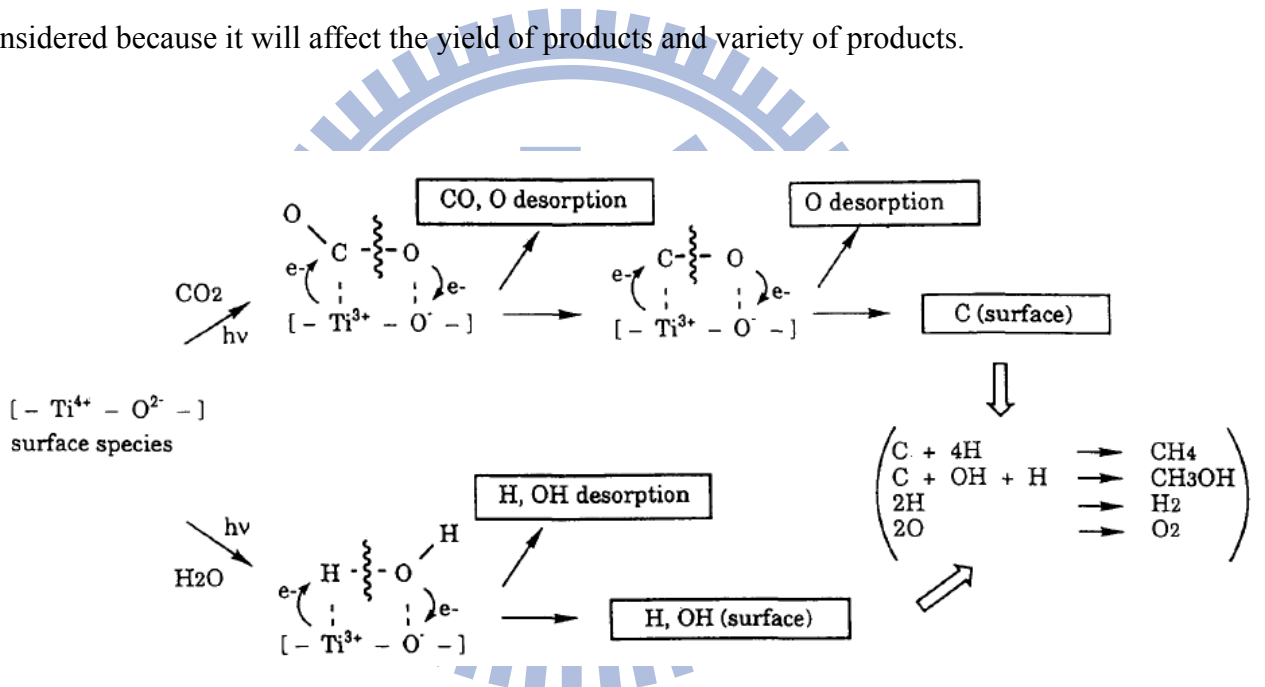 nsidered because it will affect the yield of products and variety of products.
CO, O desorption
O desorption
O
C
O
e-
e-
[ – Ti³⁺ – O⁻ –]
C
O
e-
e-
[ – Ti³⁺ – O⁻ –]
CO2
hν
C (surface)
[ – Ti⁴⁺ – O²⁻ –]
surface species
C + 4H → CH4
C + OH + H → CH3OH
2H → H2
2O → O2
H, OH desorption
hν
H2O
H
H
O
e-
e-
[ – Ti³⁺ – O⁻ –]
H, OH (surface)